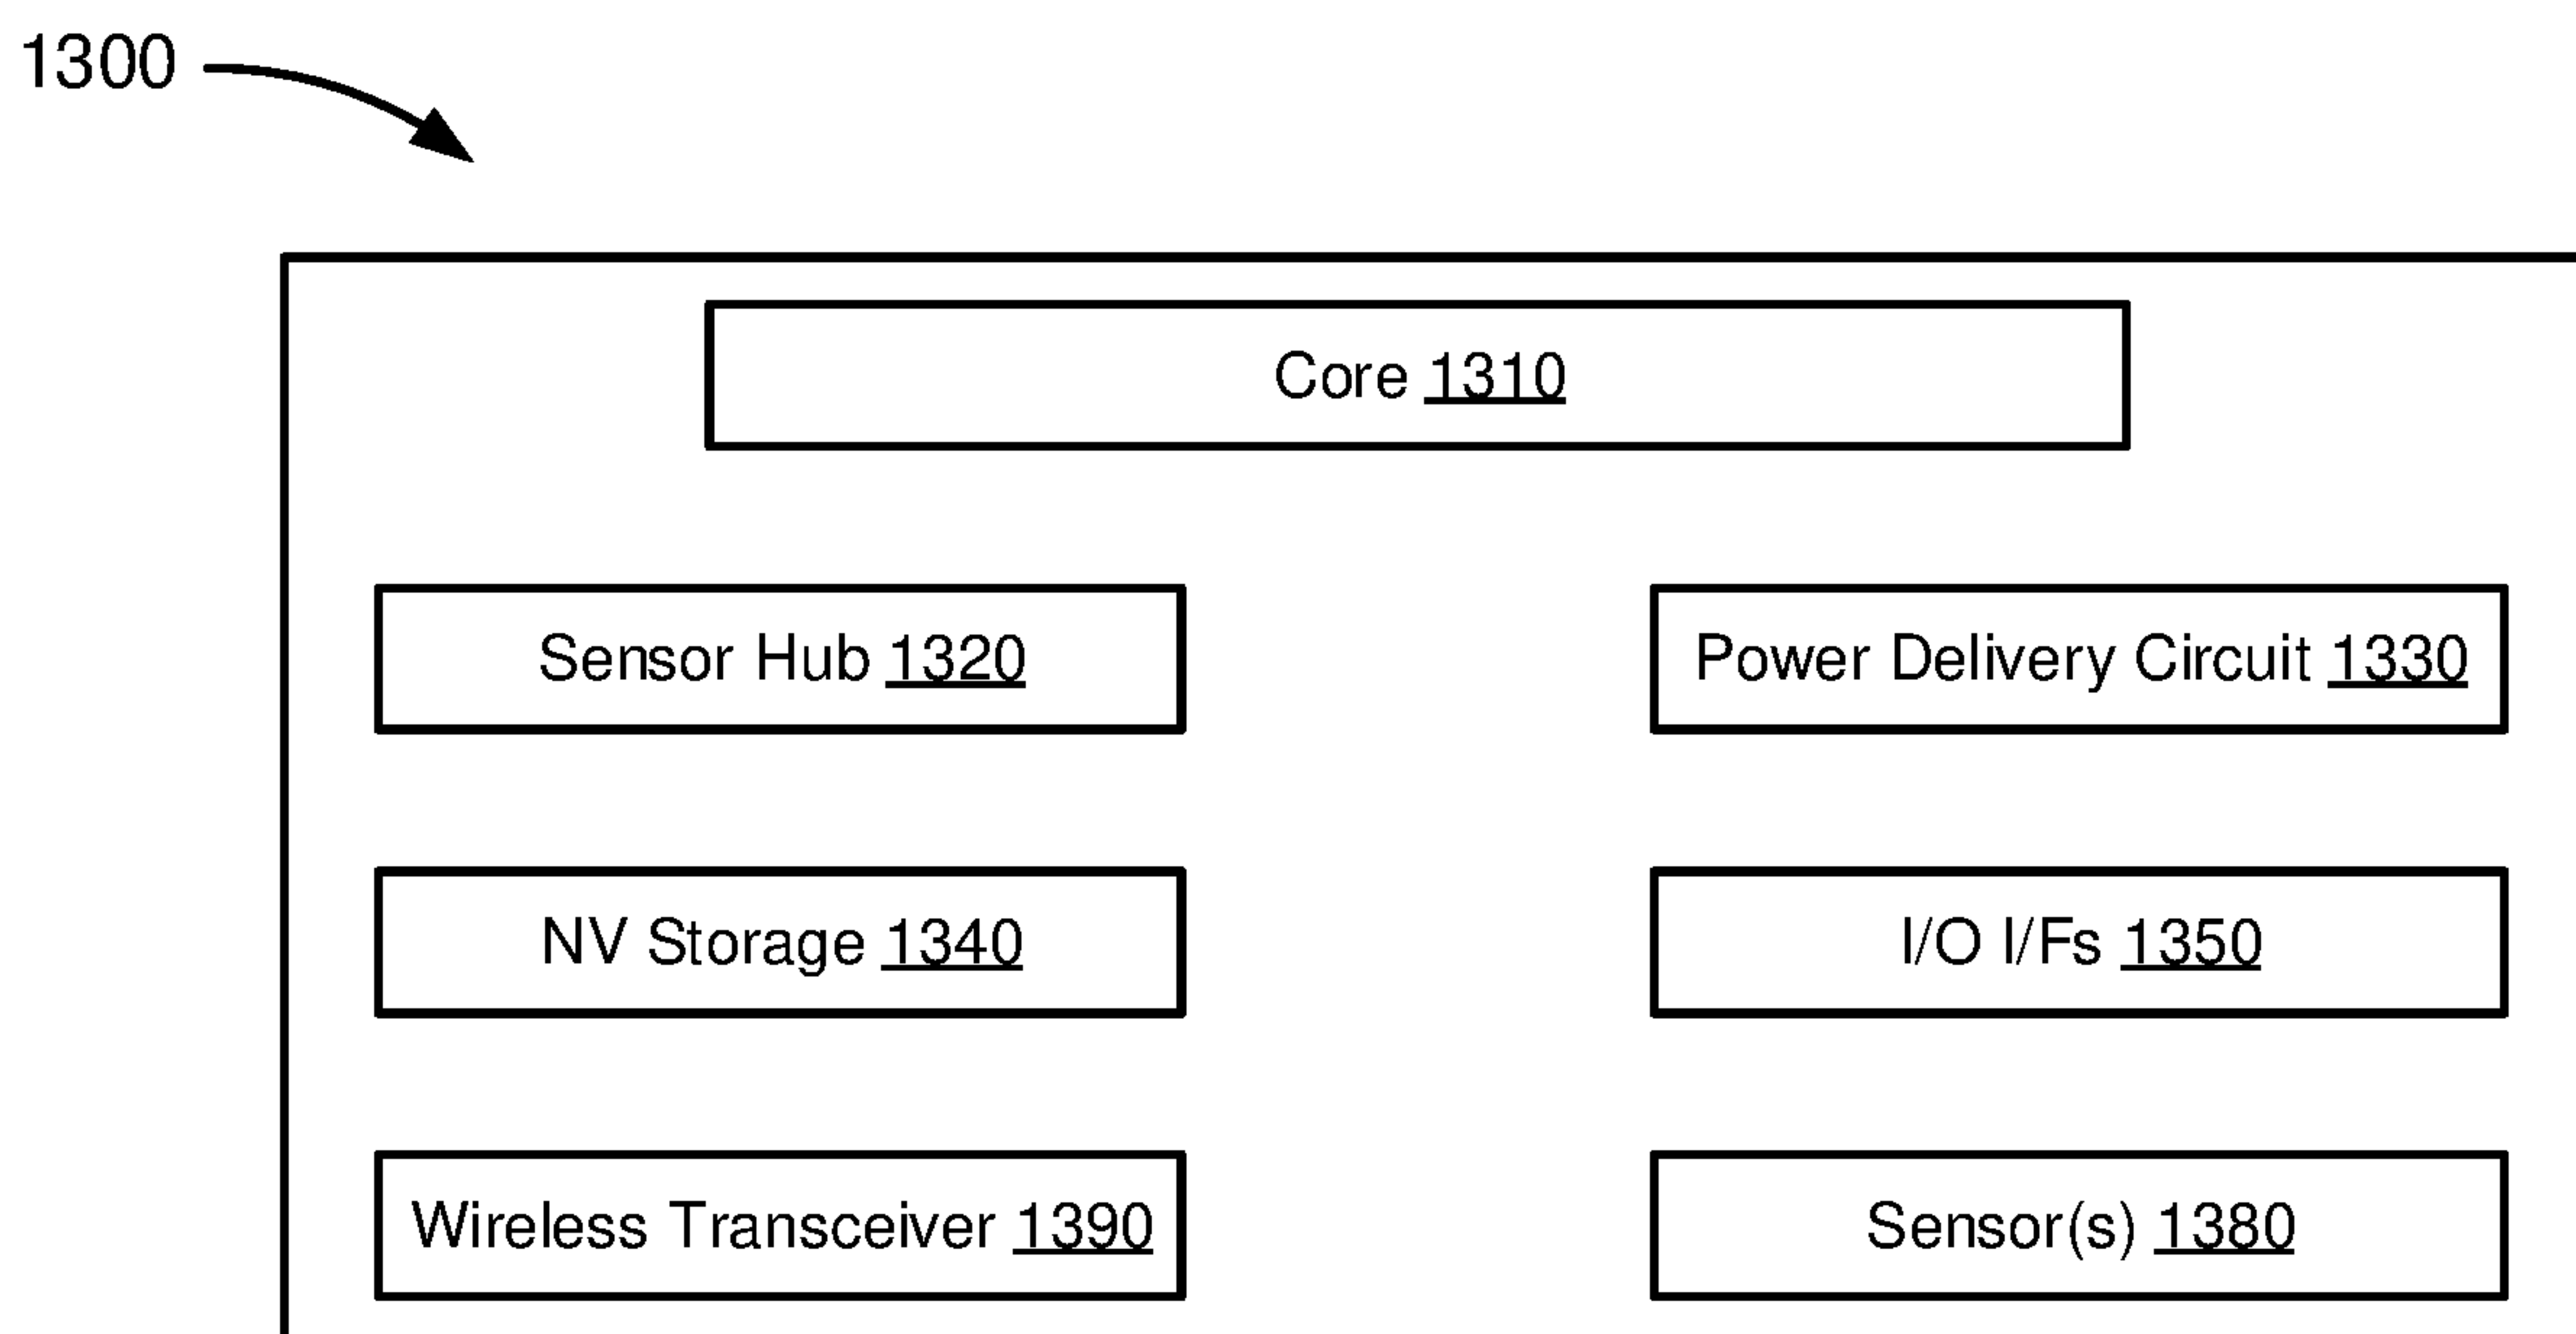 1300
Core 1310
Sensor Hub 1320
Power Delivery Circuit 1330
NV Storage 1340
I/O I/Fs 1350
Wireless Transceiver 1390
Sensor(s) 1380